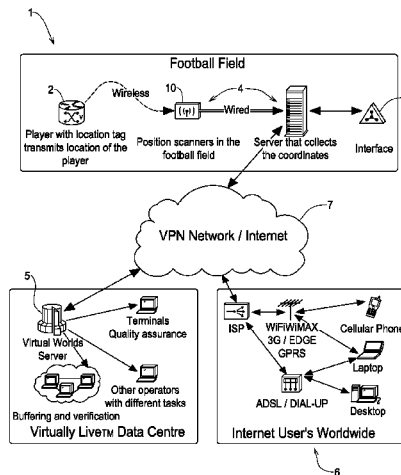 1
Football Field
2
10
4
Wireless
Wired
Player with location tag
transmits location of the
player
Position scanners in the
football field
Server that collects
the coordinates
Interface
VPN Network / Internet
7
5
Virtual Worlds
Server
Terminals
Quality assurance
Buffering and verification
Other operators
with different tasks
Virtually Live™ Data Centre
ISP
WiFiWiMAX
3G / EDGE
GPRS
Cellular Phone
Laptop
ADSL / DIAL-UP
Desktop
Internet User's Worldwide
6